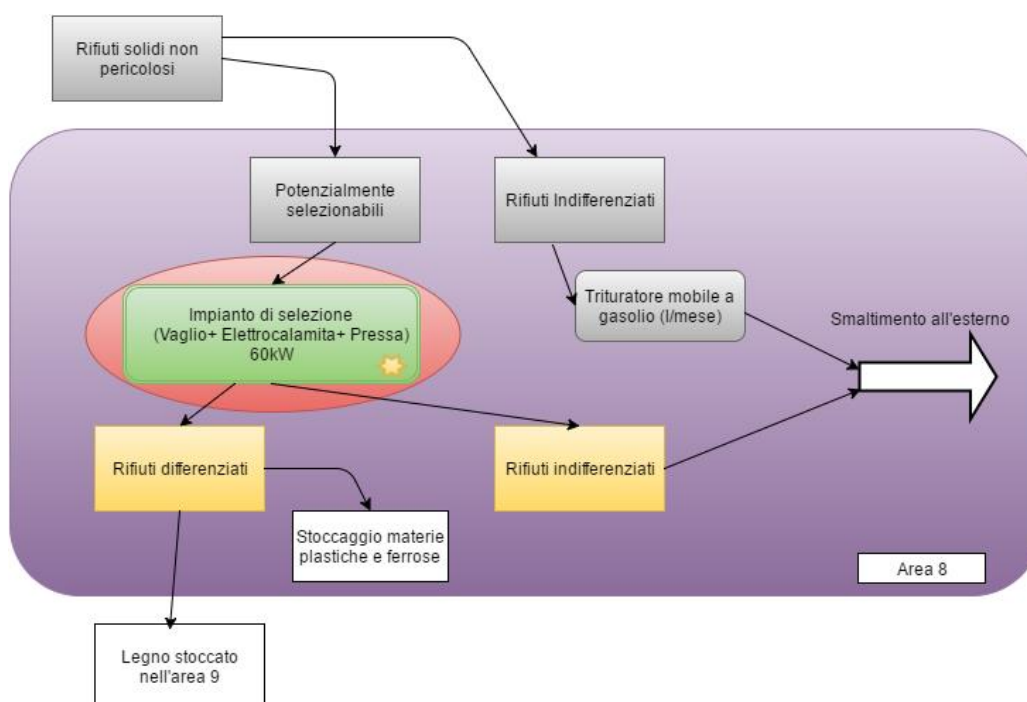 Rifiuti solidi non
pericolosi
Potenzialmente
selezionabili
Rifiuti Indifferenziati
Impianto di selezione
(Vaglio+ Elettrocalamita+ Pressa)
60kW
Trituratore mobile a
gasolio (l/mese)
Smaltimento all'esterno
Rifiuti differenziati
Rifiuti indifferenziati
Stoccaggio materie
plastiche e ferrose
Area 8
Legno stoccato
nell'area 9